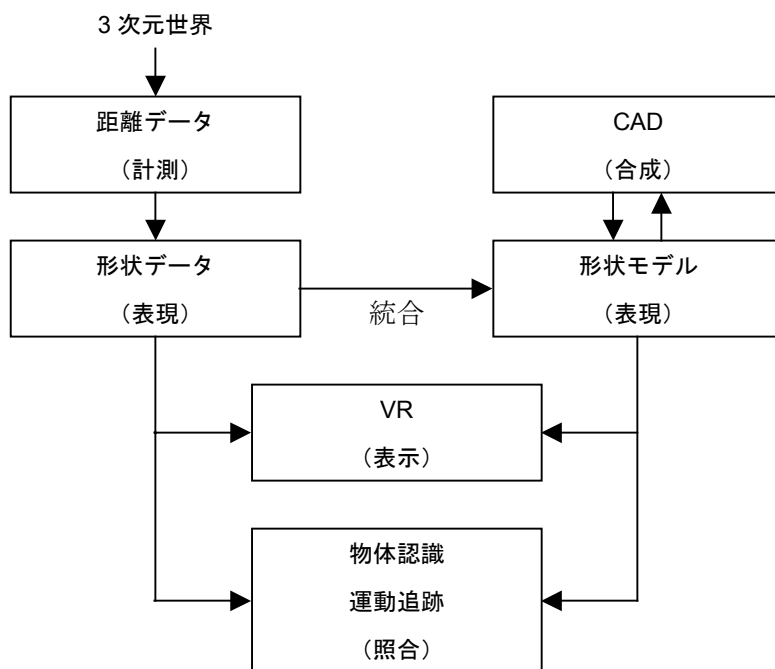 3 次元世界
距離データ
（計測）
CAD
（合成）
形状データ
（表現）
統合
形状モデル
（表現）
VR
（表示）
物体認識
運動追跡
（照合）